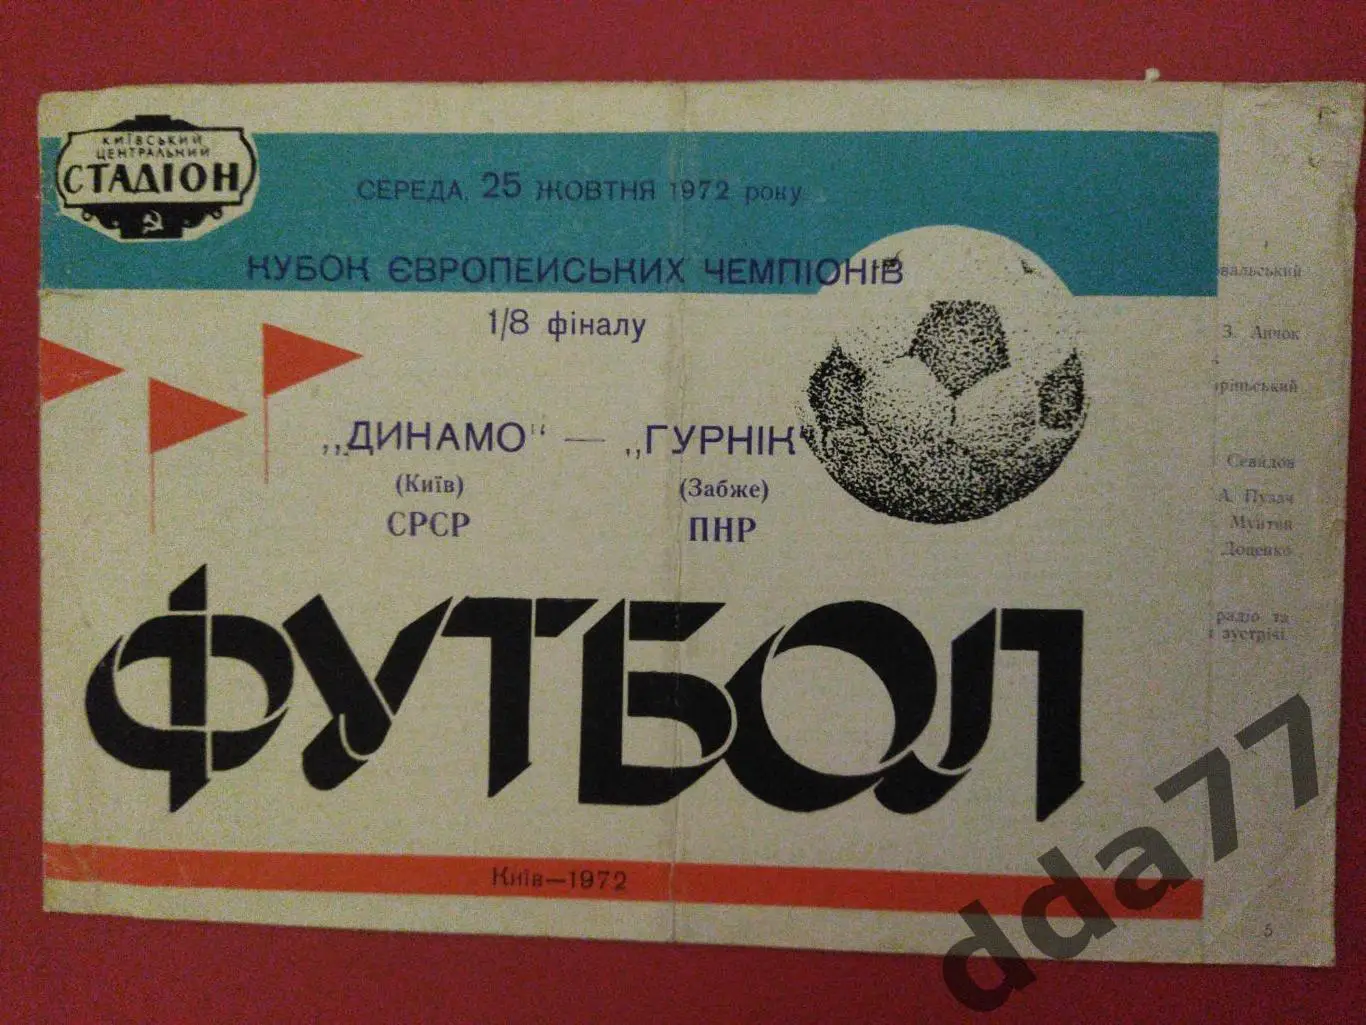 КИЇВСЬКИЙ
ЦЕНТРАЛЬНИЙ
СТАДІОН
СЕРЕДА, 25 ЖОВТНЯ 1972 року
КУБОК ЄВРОПЕЙСЬКИХ ЧЕМПІОНІВ
1/8 фіналу
„ДИНАМО“ — „ГУРНІК“
(Київ) (Забже)
СРСР ПНР
ФУТБОЛ
Київ—1972
З. Анчок
Севидов
А. Пузач
Мунтян
Доценко
радіо та
зустрічі.
5
dda77